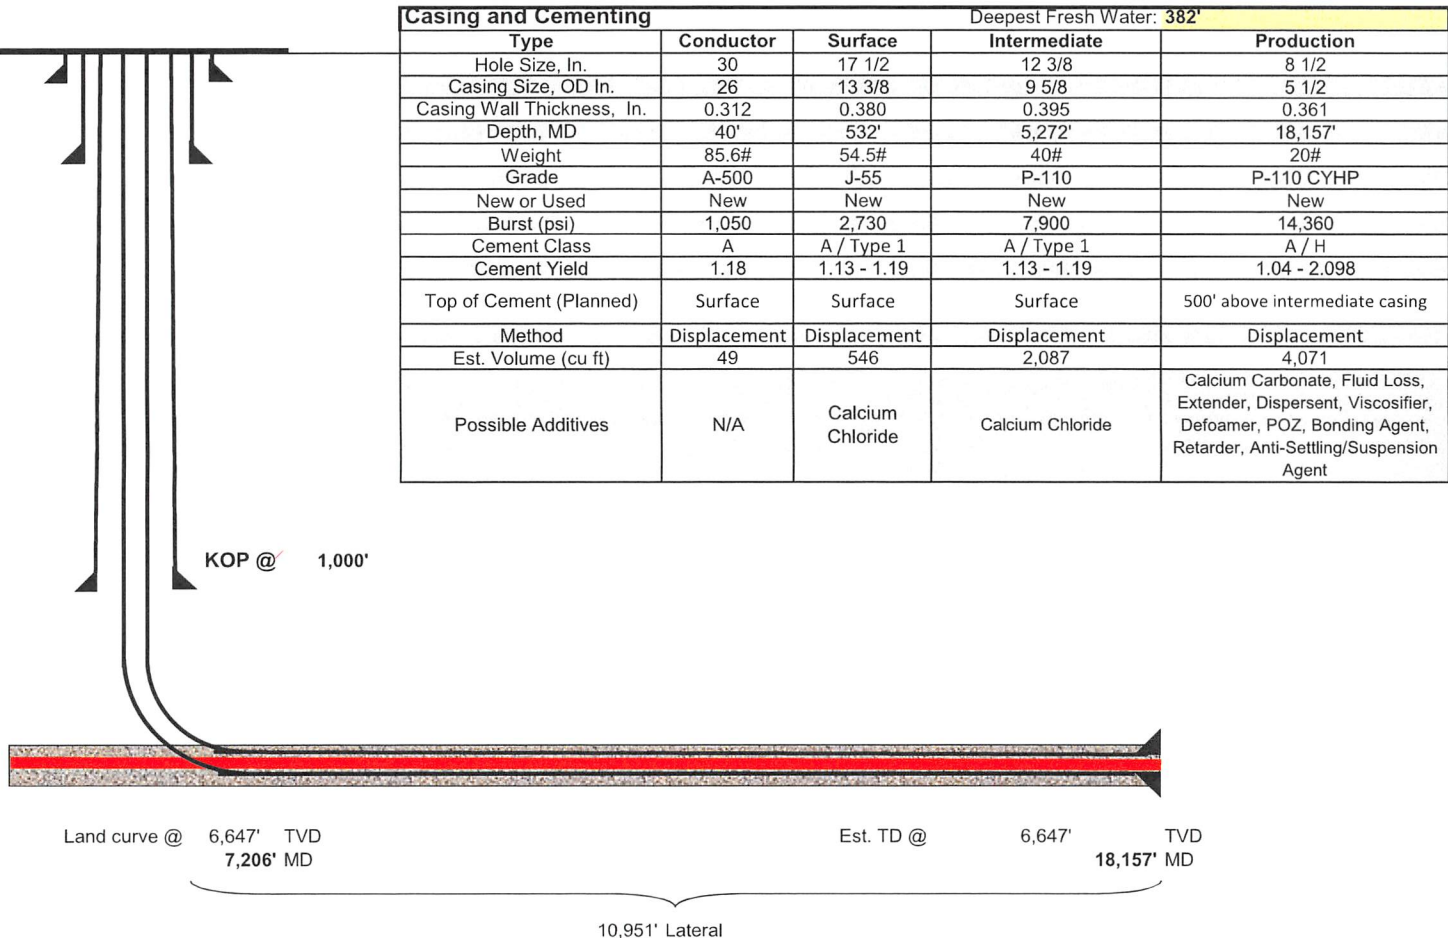 Casing and Cementing Deepest Fresh Water: 382'
Type Conductor Surface Intermediate Production
Hole Size, In. 30 17 1/2 12 3/8 8 1/2
Casing Size, OD In. 26 13 3/8 9 5/8 5 1/2
Casing Wall Thickness, In. 0.312 0.380 0.395 0.361
Depth, MD 40' 532' 5,272' 18,157'
Weight 85.6# 54.5# 40# 20#
Grade A-500 J-55 P-110 P-110 CYHP
New or Used New New New New
Burst (psi) 1,050 2,730 7,900 14,360
Cement Class A A / Type 1 A / Type 1 A / H
Cement Yield 1.18 1.13 - 1.19 1.13 - 1.19 1.04 - 2.098
Top of Cement (Planned) Surface Surface Surface 500' above intermediate casing
Method Displacement Displacement Displacement Displacement
Est. Volume (cu ft) 49 546 2,087 4,071
Possible Additives N/A Calcium
Chloride
Calcium Chloride
Calcium Carbonate, Fluid Loss,
Extender, Dispersent, Viscosifier,
Defoamer, POZ, Bonding Agent,
Retarder, Anti-Settling/Suspension
Agent
KOP @ 1,000'
Land curve @ 6,647' TVD
7,206' MD
Est. TD @ 6,647' TVD
18,157' MD
10,951' Lateral